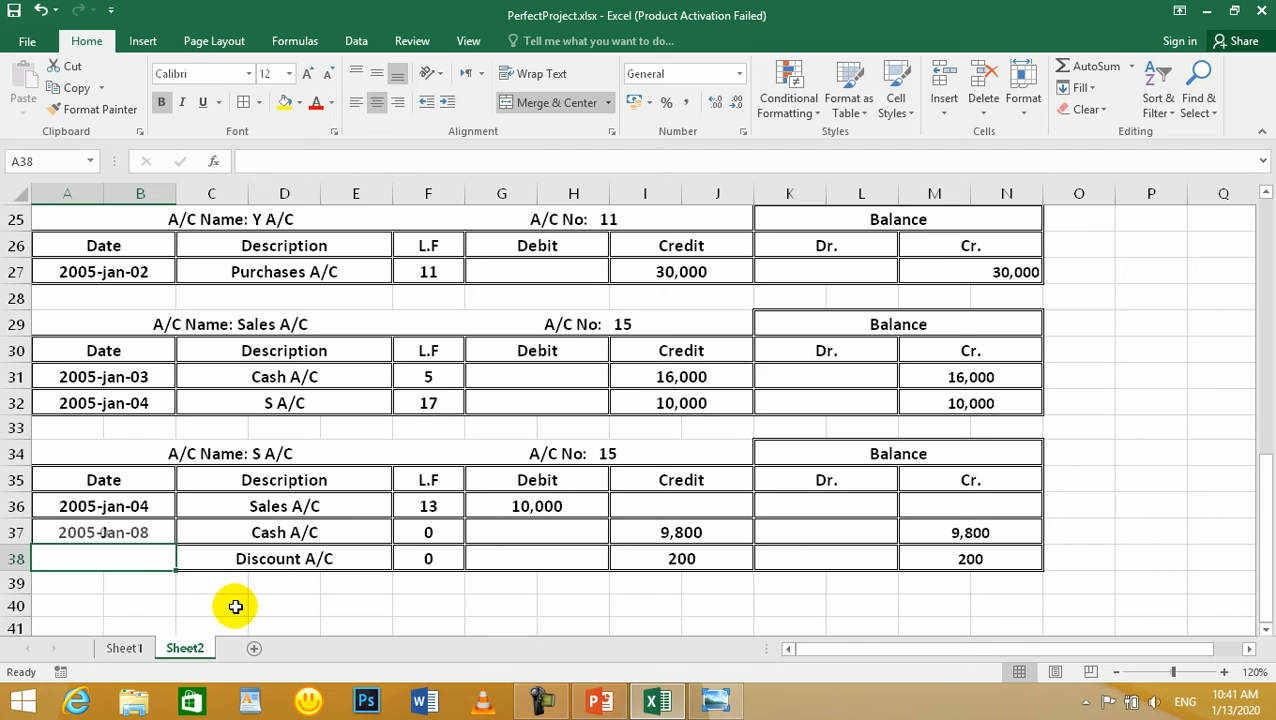 PerfectProject.xlsx - Excel (Product Activation Failed)
File Home Insert Page Layout Formulas Data Review View Tell me what you want to do... Sign in Share
Paste Cut Copy Format Painter Clipboard
Calibri 12 A A B I U A Font
Wrap Text Merge & Center Alignment
General % , Number
Conditional Formatting Format as Table Cell Styles Styles
Insert Delete Format Cells
AutoSum Fill Clear Sort & Filter Find & Select Editing
A38 fx
A B C D E F G H I J K L M N O P Q
25 A/C Name: Y A/C A/C No: 11 Balance
26 Date Description L.F Debit Credit Dr. Cr.
27 2005-jan-02 Purchases A/C 11 30,000 30,000
28
29 A/C Name: Sales A/C A/C No: 15 Balance
30 Date Description L.F Debit Credit Dr. Cr.
31 2005-jan-03 Cash A/C 5 16,000 16,000
32 2005-jan-04 S A/C 17 10,000 10,000
33
34 A/C Name: S A/C A/C No: 15 Balance
35 Date Description L.F Debit Credit Dr. Cr.
36 2005-jan-04 Sales A/C 13 10,000
37 2005-Jan-08 Cash A/C 0 9,800 9,800
38 Discount A/C 0 200 200
39
40
41
Sheet1 Sheet2
Ready 120%
ENG 10:41 AM
1/13/2020